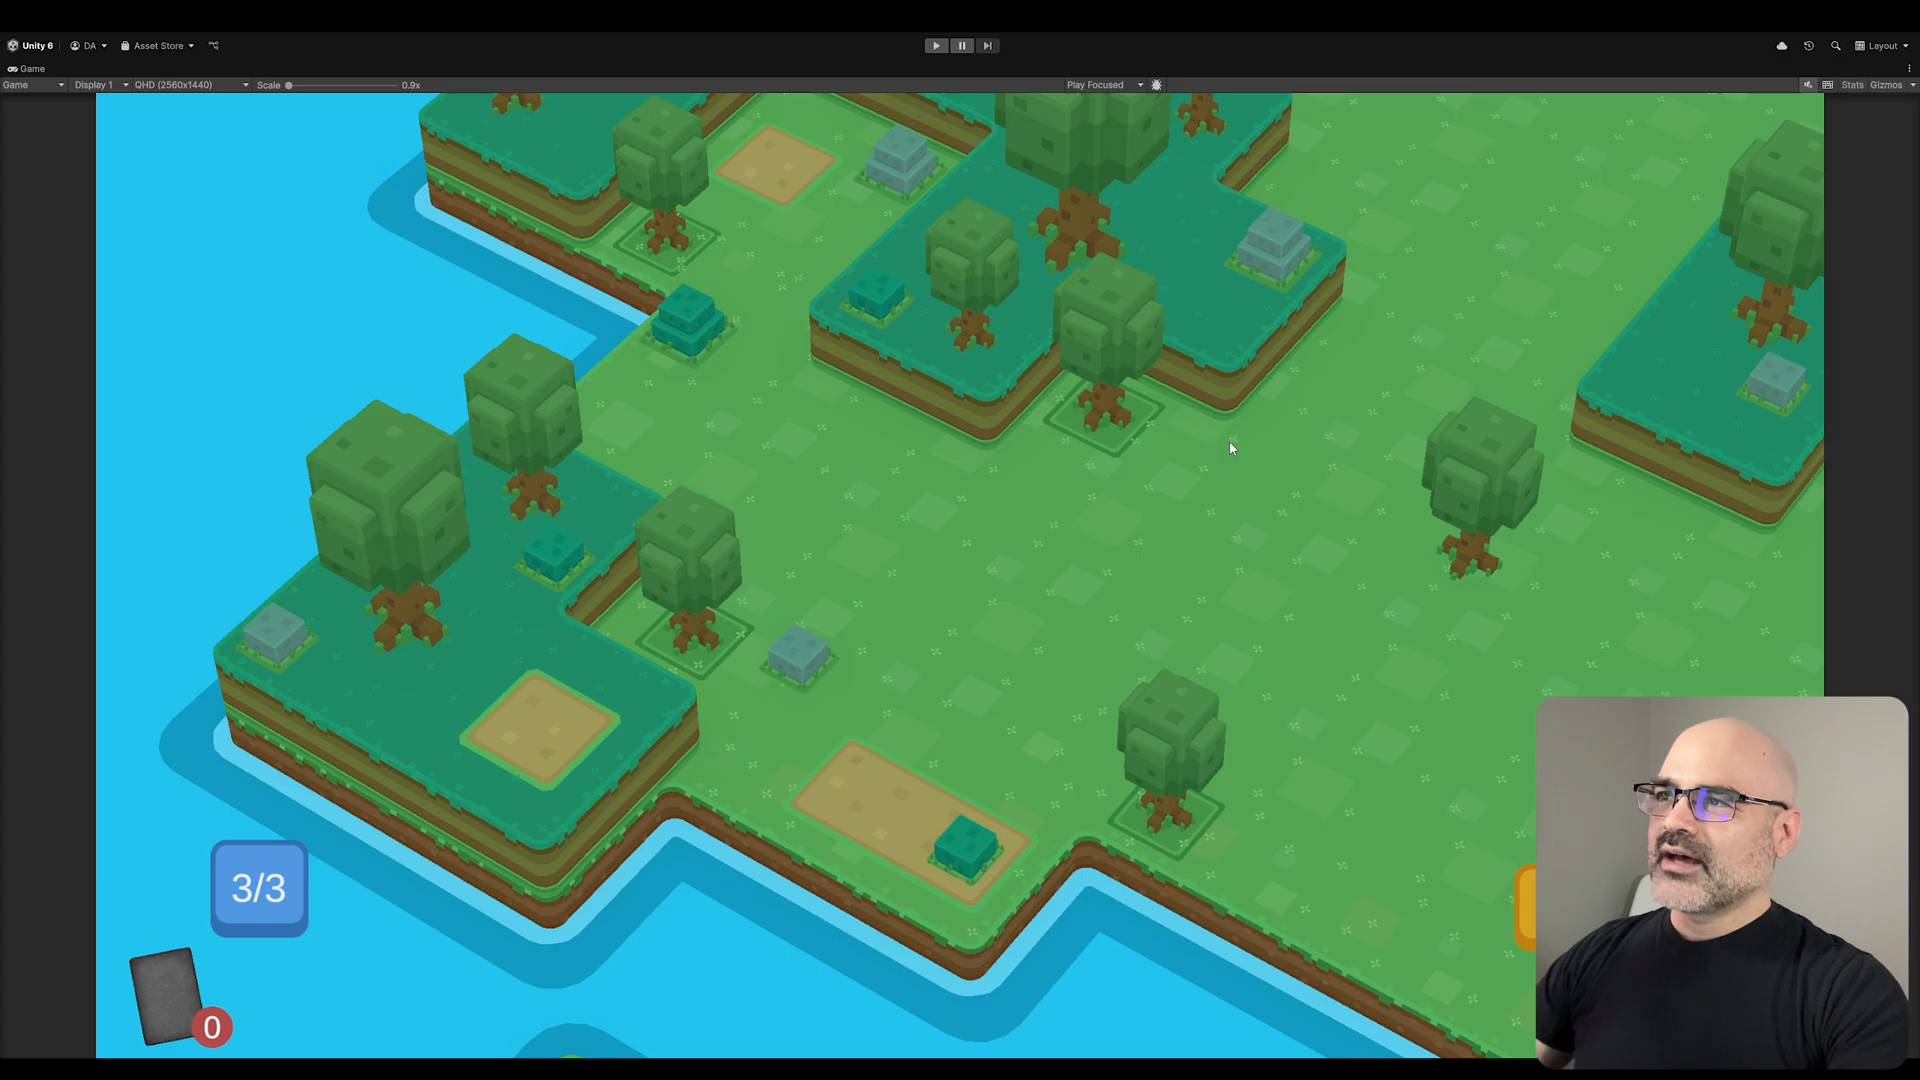 Unity 6 DA Asset Store Layout
Game
Game Display 1 QHD (2560x1440) Scale 0.9x Play Focused Stats Gizmos
3/3
0